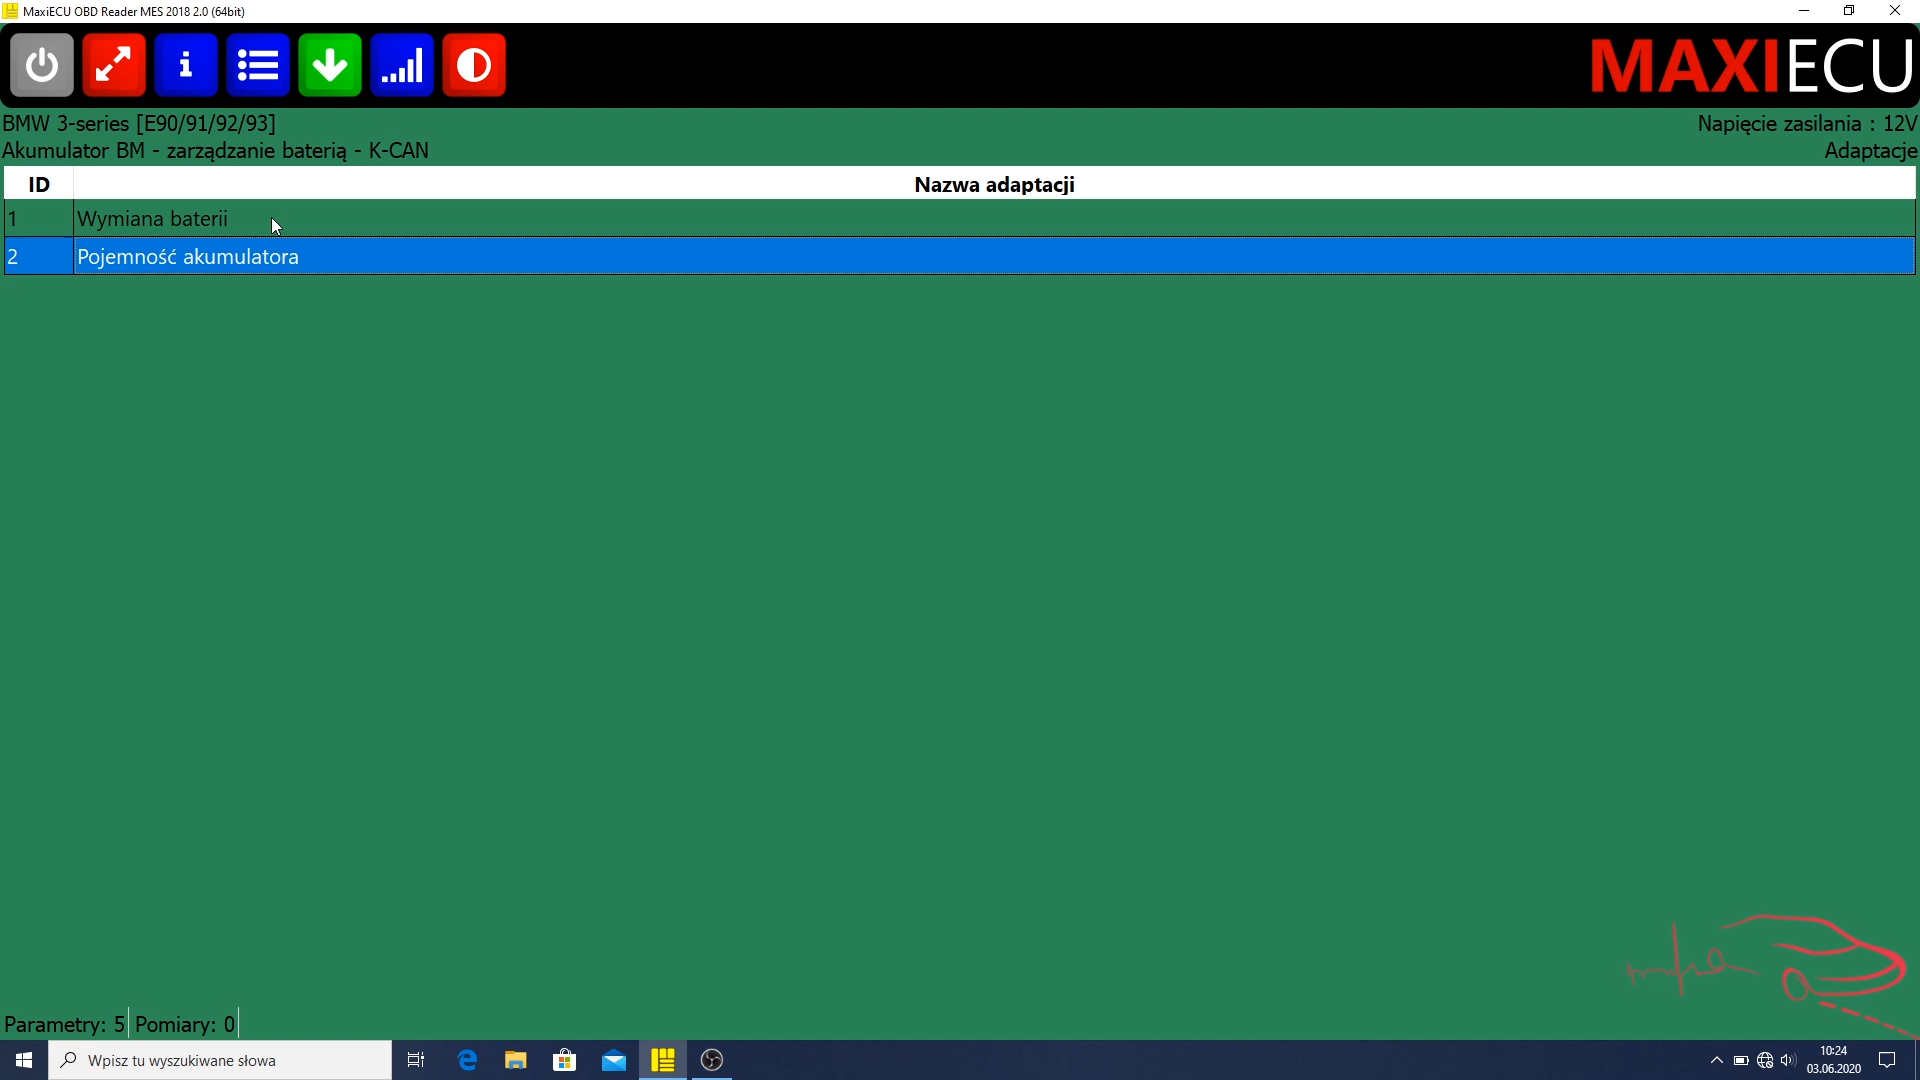 MaxiECU OBD Reader MES 2018 2.0 (64bit)
MAXIECU
BMW 3-series [E90/91/92/93]
Napięcie zasilania : 12V
Akumulator BM - zarządzanie baterią - K-CAN
Adaptacje
ID Nazwa adaptacji
1 Wymiana baterii
2 Pojemność akumulatora
Parametry: 5 Pomiary: 0
Wpisz tu wyszukiwane słowa
10:24
03.06.2020